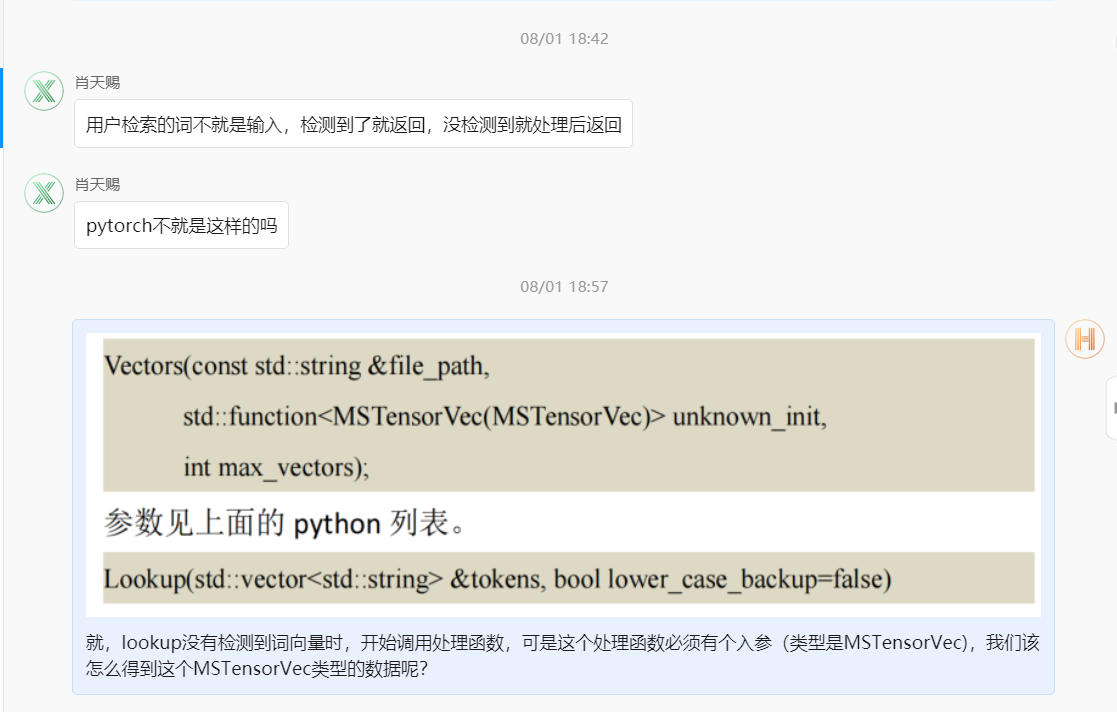 08/01 18:42
肖天赐
用户检索的词不就是输入，检测到了就返回，没检测到就处理后返回
肖天赐
pytorch不就是这样的吗
08/01 18:57
Vectors(const std::string &file_path,
std::function<MSTensorVec(MSTensorVec)> unknown_init,
int max_vectors);
参数见上面的 python 列表。
Lookup(std::vector<std::string> &tokens, bool lower_case_backup=false)
就，lookup没有检测到词向量时，开始调用处理函数，可是这个处理函数必须有个入参（类型是MSTensorVec)，我们该
怎么得到这个MSTensorVec类型的数据呢？